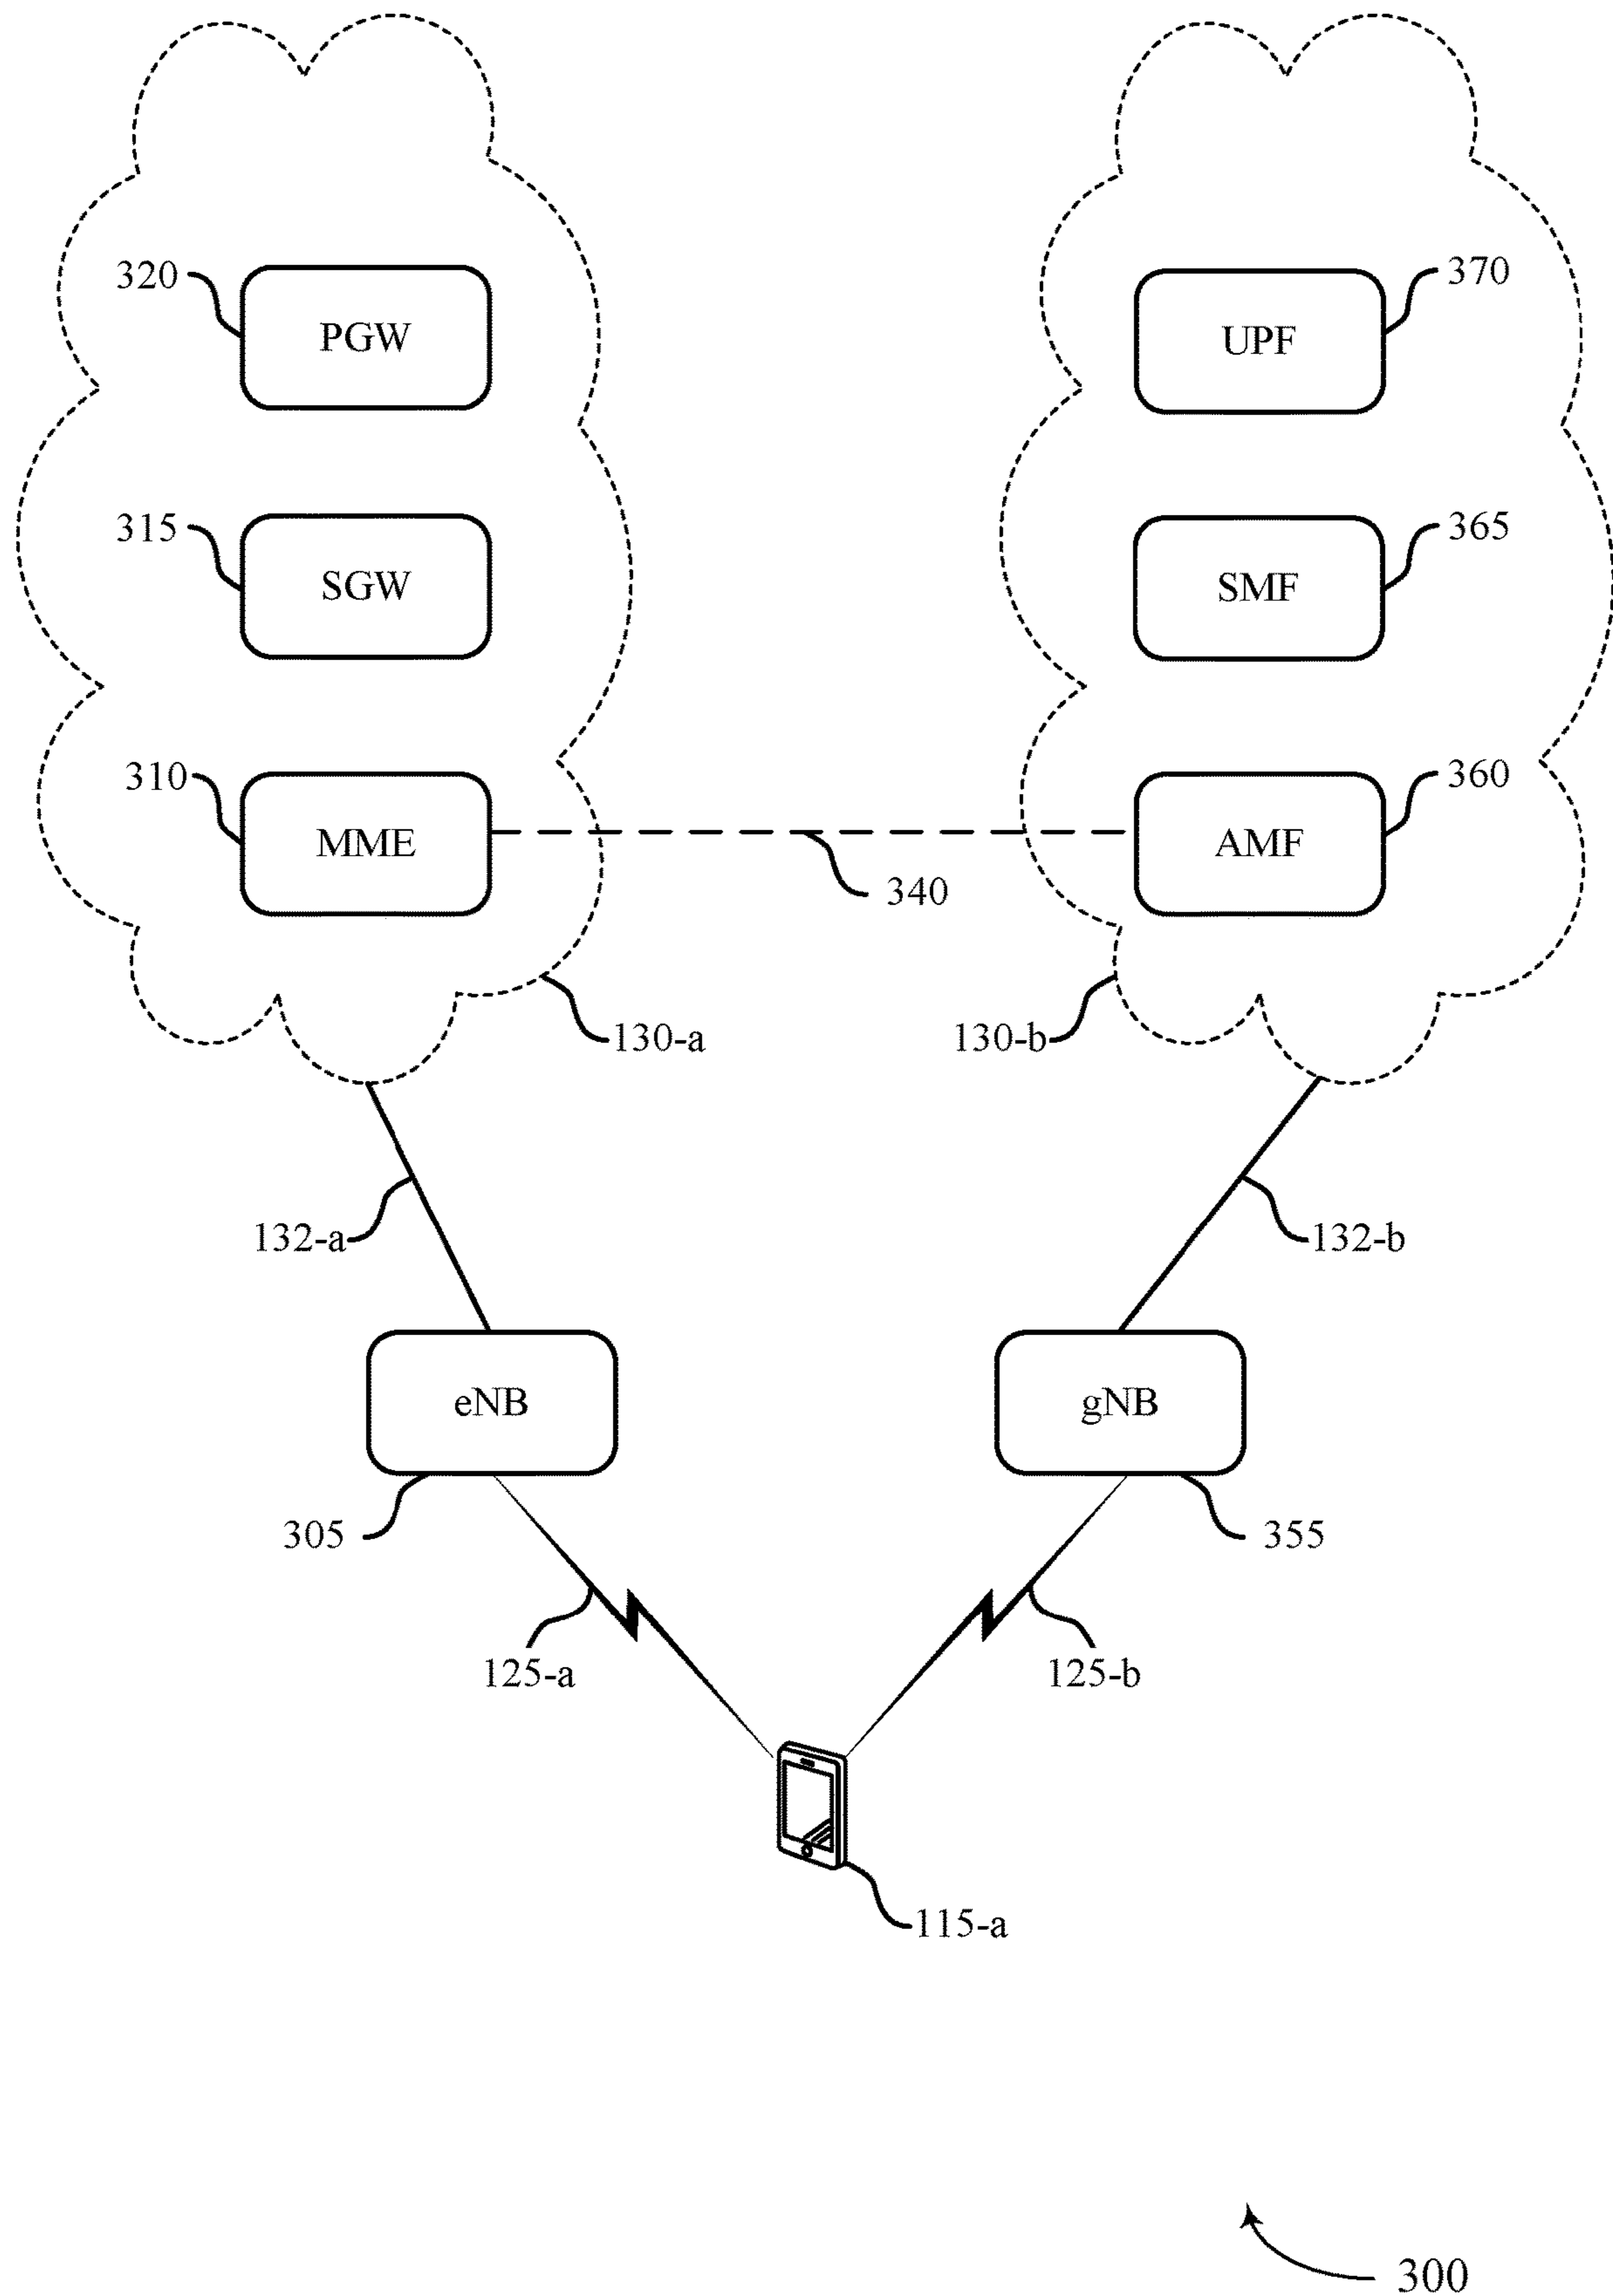 320
PGW
UPF
370
315
SGW
SMF
365
310
MME
AMF
360
340
130-a
130-b
132-a
132-b
eNB
gNB
305
355
125-a
125-b
115-a
300